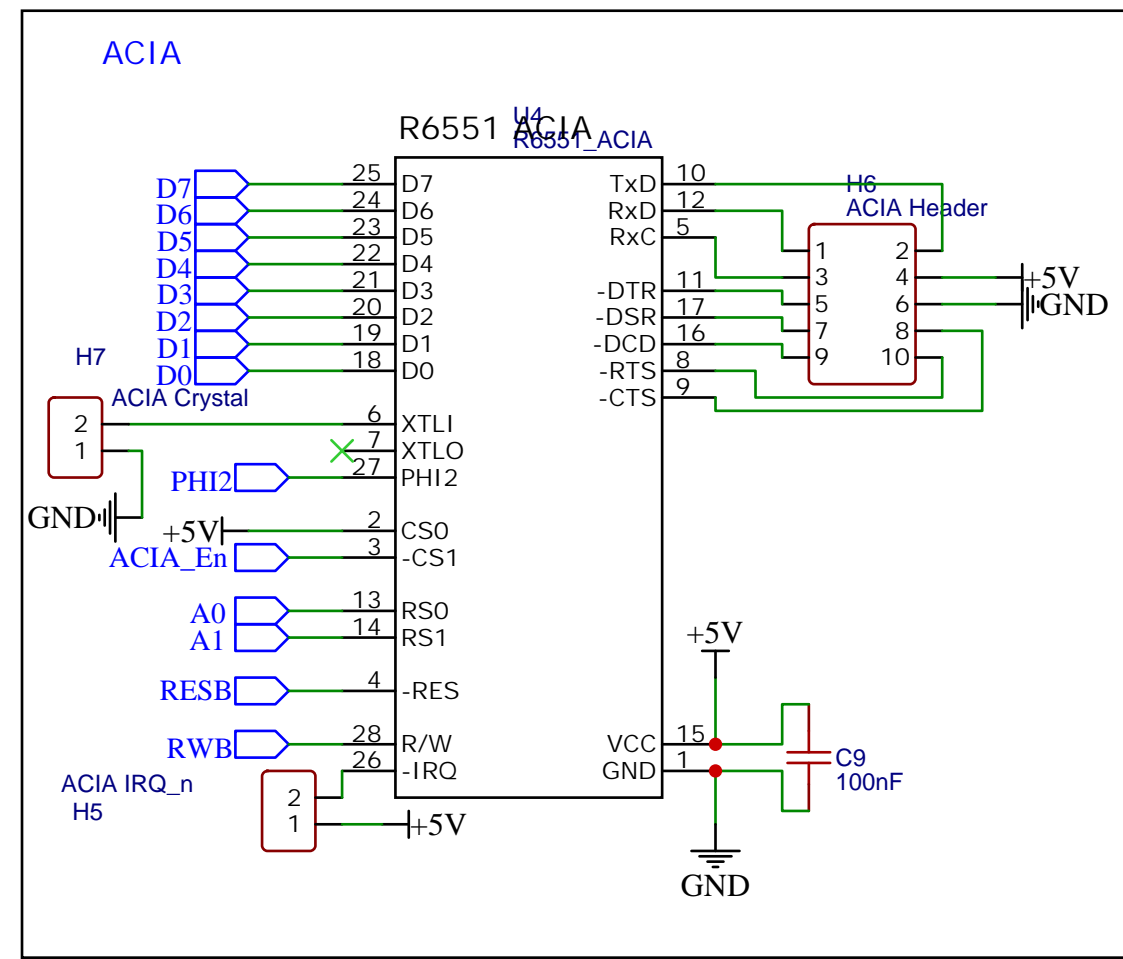 ACIA
U4
R6551 ACIA
R6551_ACIA
D7 25 D7
D6 24 D6
D5 23 D5
D4 22 D4
D3 21 D3
D2 20 D2
D1 19 D1
D0 18 D0
H7
ACIA Crystal
2
1
GND
6 XTLI
7 XTLO
PHI2 27 PHI2
+5V 2 CS0
ACIA_En 3 -CS1
A0 13 RS0
A1 14 RS1
RESB 4 -RES
RWB 28 R/W
26 -IRQ
ACIA IRQ_n
H5
2
1 +5V
TxD 10
RxD 12
RxC 5
-DTR 11
-DSR 17
-DCD 16
-RTS 8
-CTS 9
H6
ACIA Header
1 2
3 4 +5V
5 6 GND
7 8
9 10
+5V
VCC 15
GND 1
C9
100nF
GND